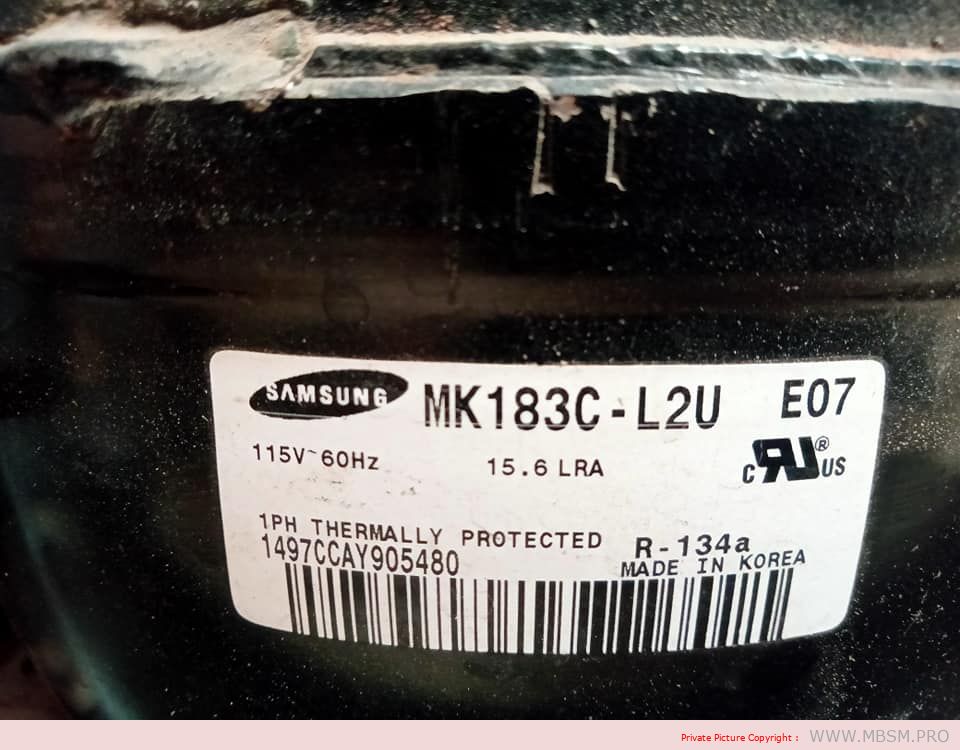 SAMSUNG MK183C-L2U E07
115V~60Hz 15.6 LRA c RU® US
1PH THERMALLY PROTECTED R-134a
1497CCAY905480 MADE IN KOREA
Private Picture Copyright : WWW.MBSM.PRO